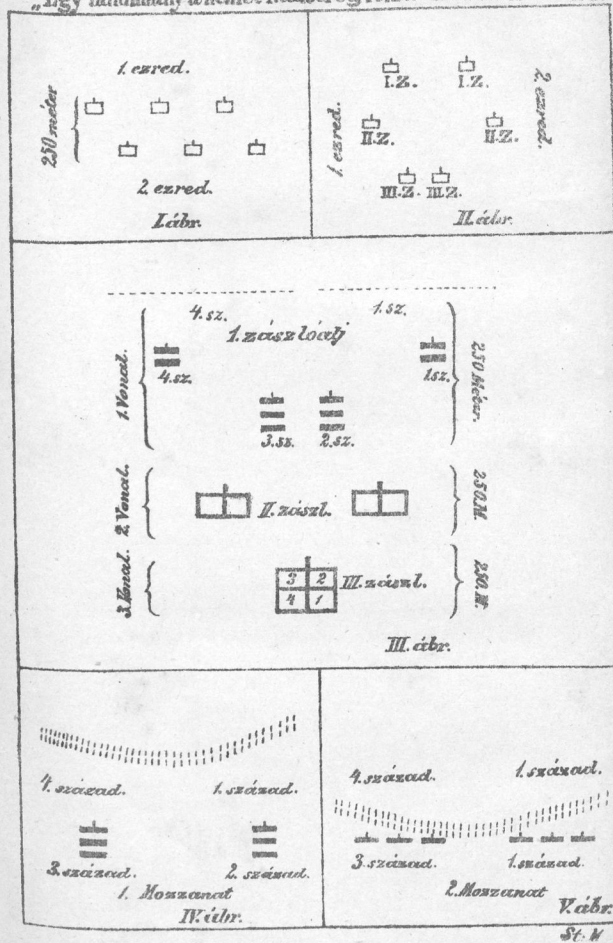 1. ezred.
250 méter
2. ezred.
I. ábr.
I.Z. I.Z.
1. ezred.
II.Z. II.Z.
2. ezred.
III.Z. III.Z.
II. ábr.
4. sz. 1. sz.
1. zászlóalj
1. Vonal.
4. sz. 1 sz.
250 Méter.
3. sz. 2. sz.
2. Vonal.
II. zászl.
250. M.
3. Vonal.
3 2
4 1
III. zászl.
250. M.
III. ábr.
4. század. 1. század.
3. század. 2. század.
1. Mozzanat
IV. ábr.
4. század. 1. század.
3. század. 1. század.
2. Mozzanat
V. ábr.